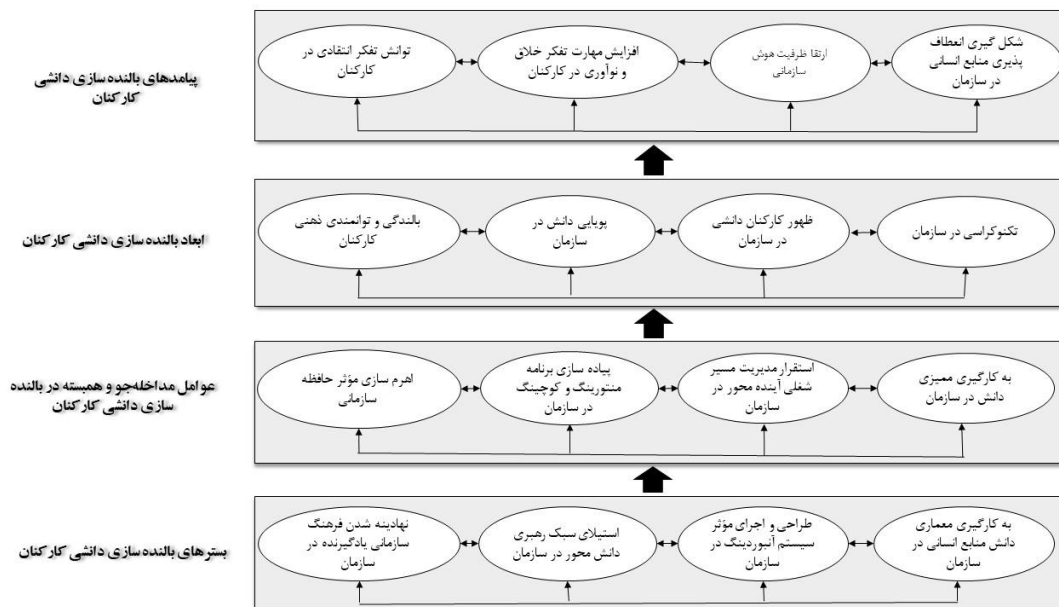 پیامدهای بالنده سازی دانشی
کارکنان
شکل گیری انعطاف
پذیری منابع انسانی
در سازمان
ارتقا ظرفیت هوش
سازمانی
افزایش مهارت تفکر خلاق
و نوآوری در کارکنان
توانش تفکر انتقادی در
کارکنان
ابعاد بالنده سازی دانشی کارکنان
تکنوکراسی در سازمان
ظهور کارکنان دانشی
در سازمان
پویایی دانش در
سازمان
بالندگی و توانمندی ذهنی
کارکنان
عوامل مداخله‌جو و همبسته در بالنده
سازی دانشی کارکنان
به کارگیری ممیزی
دانش در سازمان
استقرار مدیریت مسیر
شغلی آینده محور در
سازمان
پیاده سازی برنامه
منتورینگ و کوچینگ
در سازمان
اهرم سازی مؤثر حافظه
سازمانی
بسترهای بالنده سازی دانشی کارکنان
به کارگیری معماری
دانش منابع انسانی در
سازمان
طراحی و اجرای مؤثر
سیستم آنبوردینگ در
سازمان
استیلای سبک رهبری
دانش محور در سازمان
نهادینه شدن فرهنگ
سازمانی یادگیرنده در
سازمان